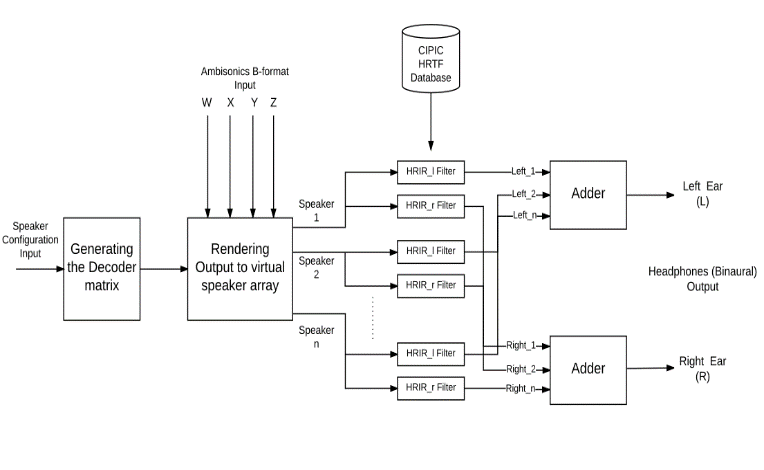 CIPIC
HRTF
Database
Ambisonics B-format
Input
W X Y Z
Speaker
Configuration
Input
Generating
the Decoder
matrix
Rendering
Output to virtual
speaker array
Speaker
1
Speaker
2
Speaker
n
HRIR_l Filter
HRIR_r Filter
HRIR_l Filter
HRIR_r Filter
HRIR_l Filter
HRIR_r Filter
Left_1
Left_2
Left_n
Right_1
Right_2
Right_n
Adder
Adder
Left Ear
(L)
Headphones (Binaural)
Output
Right Ear
(R)